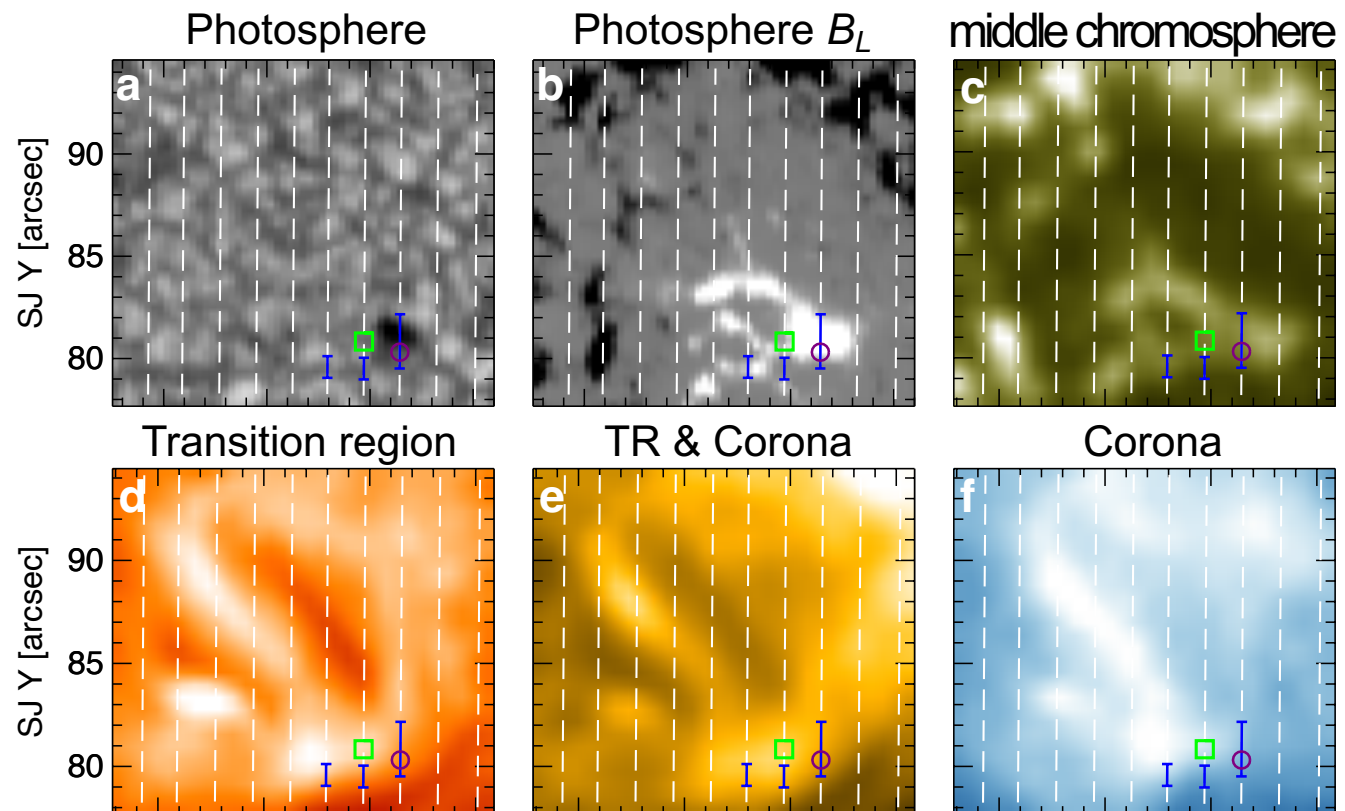 Photosphere
Photosphere B_L
middle chromosphere
a
b
c
SJ Y [arcsec]
90
85
80
Transition region
TR & Corona
Corona
d
e
f
SJ Y [arcsec]
90
85
80